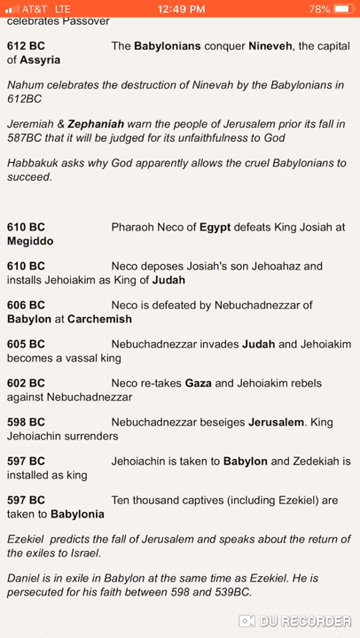 AT&T LTE 12:49 PM 78%
celebrates Passover
612 BC The Babylonians conquer Nineveh, the capital
of Assyria
Nahum celebrates the destruction of Ninevah by the Babylonians in
612BC
Jeremiah & Zephaniah warn the people of Jerusalem prior its fall in
587BC that it will be judged for its unfaithfulness to God
Habbakuk asks why God apparently allows the cruel Babylonians to
succeed.
610 BC Pharaoh Neco of Egypt defeats King Josiah at
Megiddo
610 BC Neco deposes Josiah's son Jehoahaz and
installs Jehoiakim as King of Judah
606 BC Neco is defeated by Nebuchadnezzar of
Babylon at Carchemish
605 BC Nebuchadnezzar invades Judah and Jehoiakim
becomes a vassal king
602 BC Neco re-takes Gaza and Jehoiakim rebels
against Nebuchadnezzar
598 BC Nebuchadnezzar beseiges Jerusalem. King
Jehoiachin surrenders
597 BC Jehoiachin is taken to Babylon and Zedekiah is
installed as king
597 BC Ten thousand captives (including Ezekiel) are
taken to Babylonia
Ezekiel predicts the fall of Jerusalem and speaks about the return of
the exiles to Israel.
Daniel is in exile in Babylon at the same time as Ezekiel. He is
persecuted for his faith between 598 and 539BC.
DU RECORDER